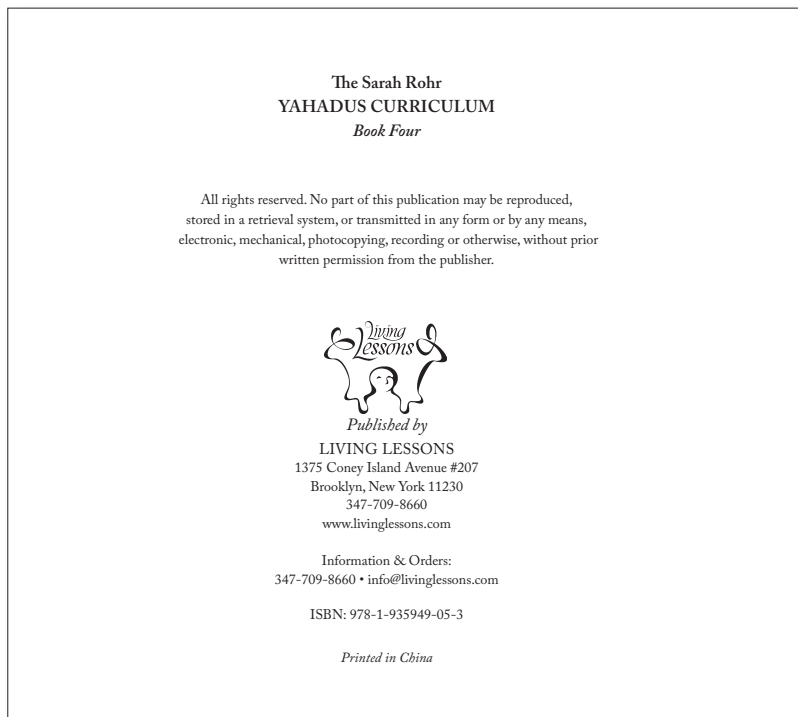 The Sarah Rohr
YAHADUS CURRICULUM
Book Four
All rights reserved. No part of this publication may be reproduced,
stored in a retrieval system, or transmitted in any form or by any means,
electronic, mechanical, photocopying, recording or otherwise, without prior
written permission from the publisher.
Living
Lessons
Published by
LIVING LESSONS
1375 Coney Island Avenue #207
Brooklyn, New York 11230
347-709-8660
www.livinglessons.com
Information & Orders:
347-709-8660 • info@livinglessons.com
ISBN: 978-1-935949-05-3
Printed in China